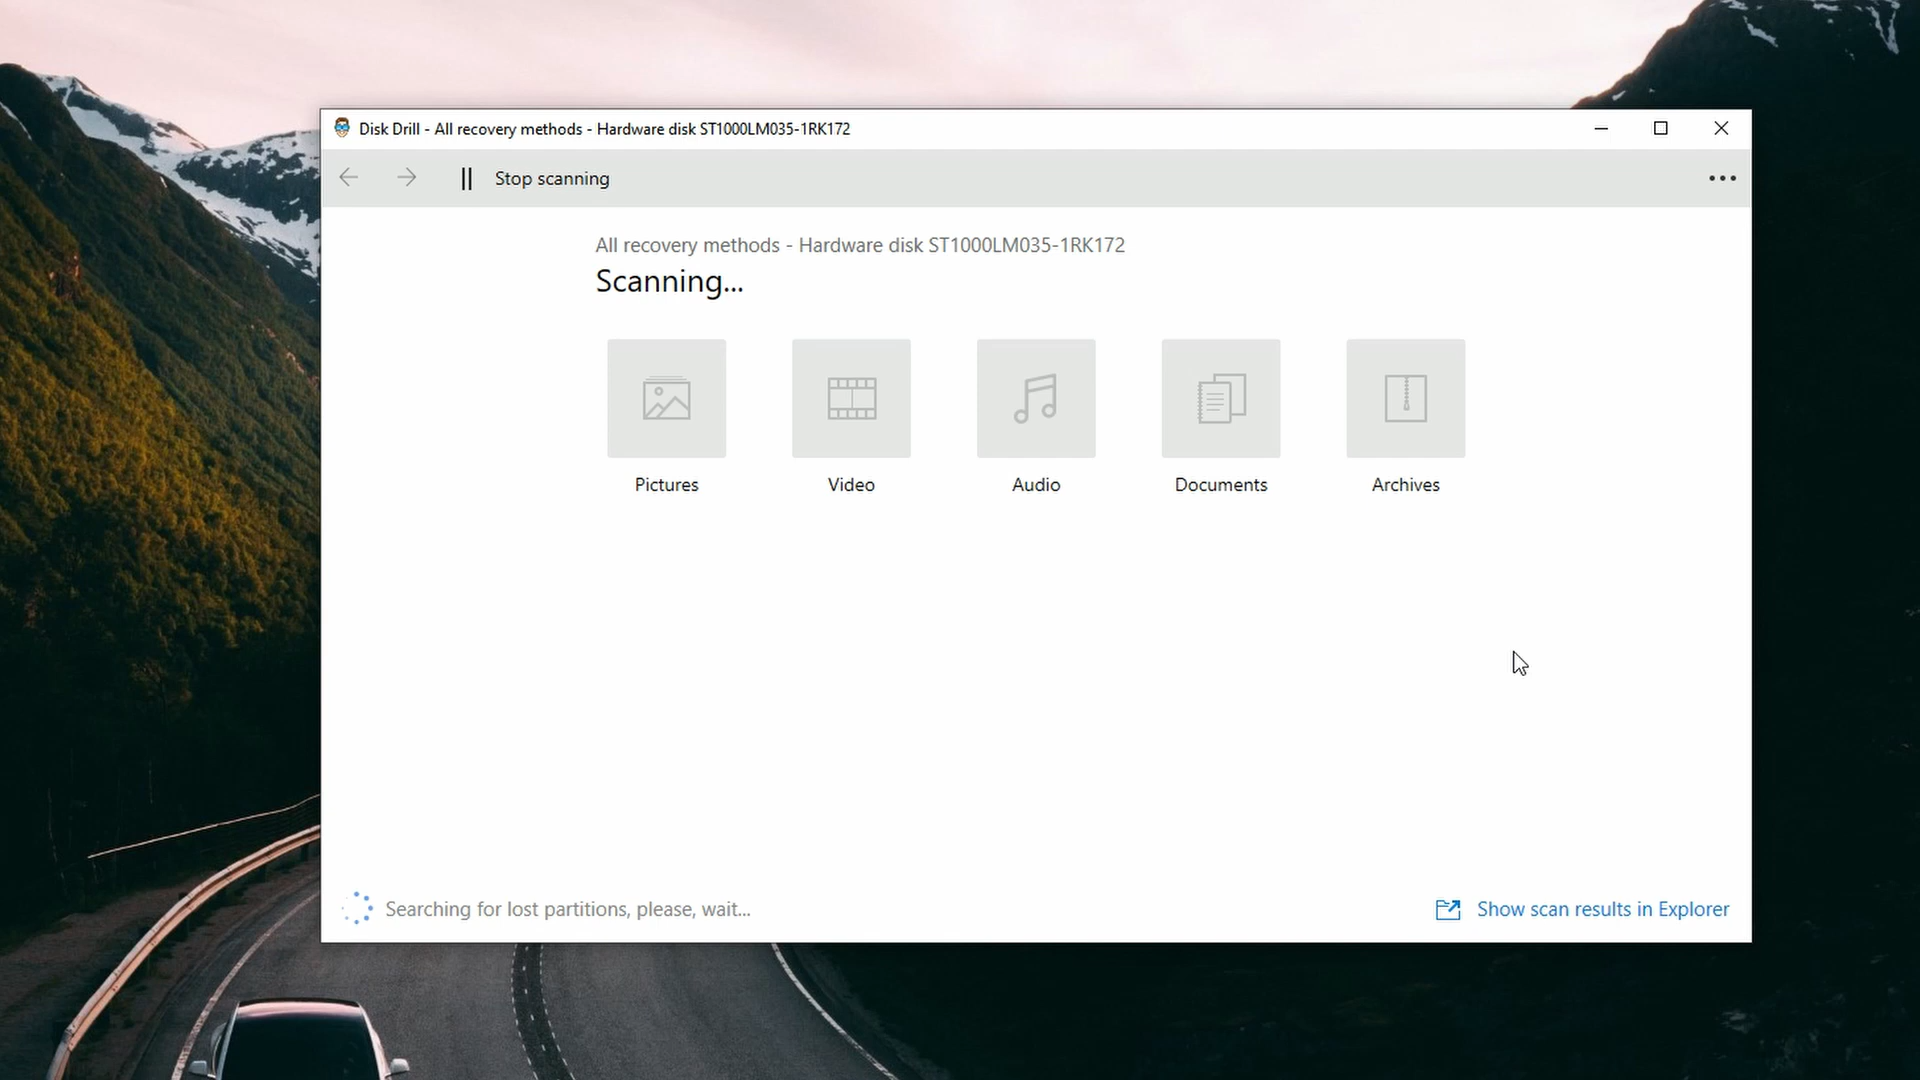 Disk Drill - All recovery methods - Hardware disk ST1000LM035-1RK172
Stop scanning
All recovery methods - Hardware disk ST1000LM035-1RK172
Scanning...
Pictures
Video
Audio
Documents
Archives
Searching for lost partitions, please, wait...
Show scan results in Explorer